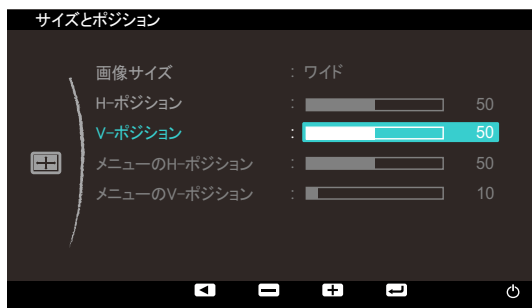 サイズとポジション
画像サイズ : ワイド
H-ポジション : 50
V-ポジション : 50
メニューのH-ポジション : 50
メニューのV-ポジション : 10